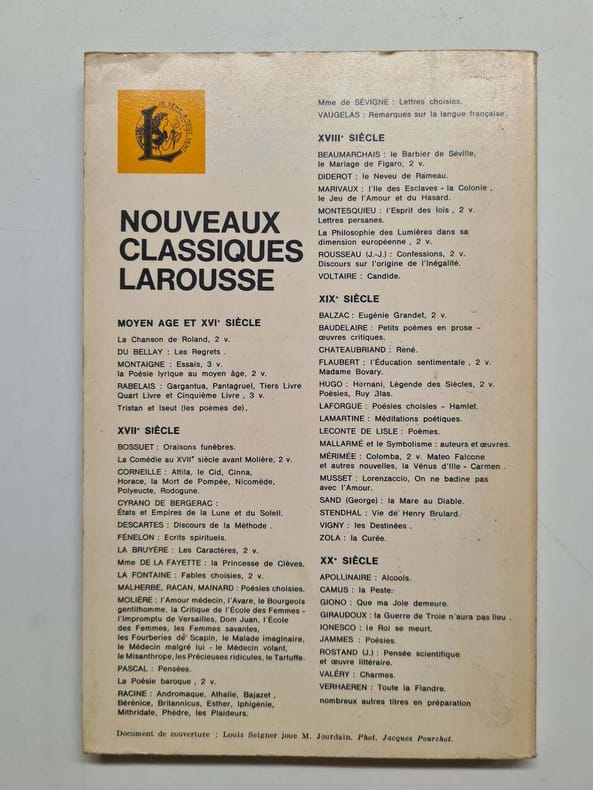 JE SÈME A TOUT VENT
L
NOUVEAUX
CLASSIQUES
LAROUSSE
MOYEN AGE ET XVIᵉ SIÈCLE
La Chanson de Roland, 2 v.
DU BELLAY : Les Regrets .
MONTAIGNE : Essais, 3 v.
la Poésie lyrique au moyen âge, 2 v.
RABELAIS : Gargantua, Pantagruel, Tiers Livre
Quart Livre et Cinquième Livre , 3 v.
Tristan et Iseut (les poèmes de).
XVIIᵉ SIÈCLE
BOSSUET : Oraisons funèbres.
La Comédie au XVIIᵉ siècle avant Molière, 2 v.
CORNEILLE : Attila, le Cid, Cinna,
Horace, la Mort de Pompée, Nicomède,
Polyeucte, Rodogune.
CYRANO DE BERGERAC :
États et Empires de la Lune et du Soleil.
DESCARTES : Discours de la Méthode .
FÉNELON : Ecrits spirituels.
LA BRUYÈRE : Les Caractères, 2 v.
Mme DE LA FAYETTE : la Princesse de Clèves.
LA FONTAINE : Fables choisies, 2 v.
MALHERBE, RACAN, MAINARD : Poésies choisies.
MOLIÈRE : l'Amour médecin, l'Avare, le Bourgeois
gentilhomme, la Critique de l'École des Femmes -
l'Impromptu de Versailles, Dom Juan, l'École
des Femmes, les Femmes savantes,
les Fourberies de Scapin, le Malade imaginaire,
le Médecin malgré lui - le Médecin volant,
le Misanthrope, les Précieuses ridicules, le Tartuffe.
PASCAL : Pensées.
La Poésie baroque , 2 v.
RACINE : Andromaque, Athalie, Bajazet ,
Bérénice, Britannicus, Esther, Iphigénie,
Mithridate, Phèdre, les Plaideurs.
Mme de SÉVIGNÉ : Lettres choisies.
VAUGELAS : Remarques sur la langue française.
XVIIIᵉ SIÈCLE
BEAUMARCHAIS : le Barbier de Séville,
le Mariage de Figaro, 2 v.
DIDEROT : le Neveu de Rameau.
MARIVAUX : l'Ile des Esclaves - la Colonie ,
le Jeu de l'Amour et du Hasard.
MONTESQUIEU : l'Esprit des lois , 2 v.
Lettres persanes.
La Philosophie des Lumières dans sa
dimension européenne , 2 v.
ROUSSEAU (J.-J.) : Confessions, 2 v.
Discours sur l'origine de l'Inégalité.
VOLTAIRE : Candide.
XIXᵉ SIÈCLE
BALZAC : Eugénie Grandet, 2 v.
BAUDELAIRE : Petits poèmes en prose -
œuvres critiques.
CHATEAUBRIAND : René.
FLAUBERT : l'Éducation sentimentale , 2 v.
Madame Bovary.
HUGO : Hernani, Légende des Siècles, 2 v.
Poésies, Ruy Blas.
LAFORGUE : Poésies choisies - Hamlet.
LAMARTINE : Méditations poétiques.
LECONTE DE LISLE : Poèmes.
MALLARMÉ et le Symbolisme : auteurs et œuvres.
MÉRIMÉE : Colomba, 2 v. Mateo Falcone
et autres nouvelles, la Vénus d'Ille - Carmen .
MUSSET : Lorenzaccio, On ne badine pas
avec l'Amour.
SAND (George) : la Mare au Diable.
STENDHAL : Vie de Henry Brulard.
VIGNY : les Destinées .
ZOLA : la Curée.
XXᵉ SIÈCLE
APOLLINAIRE : Alcools.
CAMUS : la Peste.
GIONO : Que ma Joie demeure.
GIRAUDOUX : la Guerre de Troie n'aura pas lieu .
IONESCO : le Roi se meurt.
JAMMES : Poésies.
ROSTAND (J.) : Pensée scientifique
et œuvre littéraire.
VALÉRY : Charmes.
VERHAEREN : Toute la Flandre.
nombreux autres titres en préparation
Document de couverture : Louis Seigner joue M. Jourdain. Phot. Jacques Pourchot.